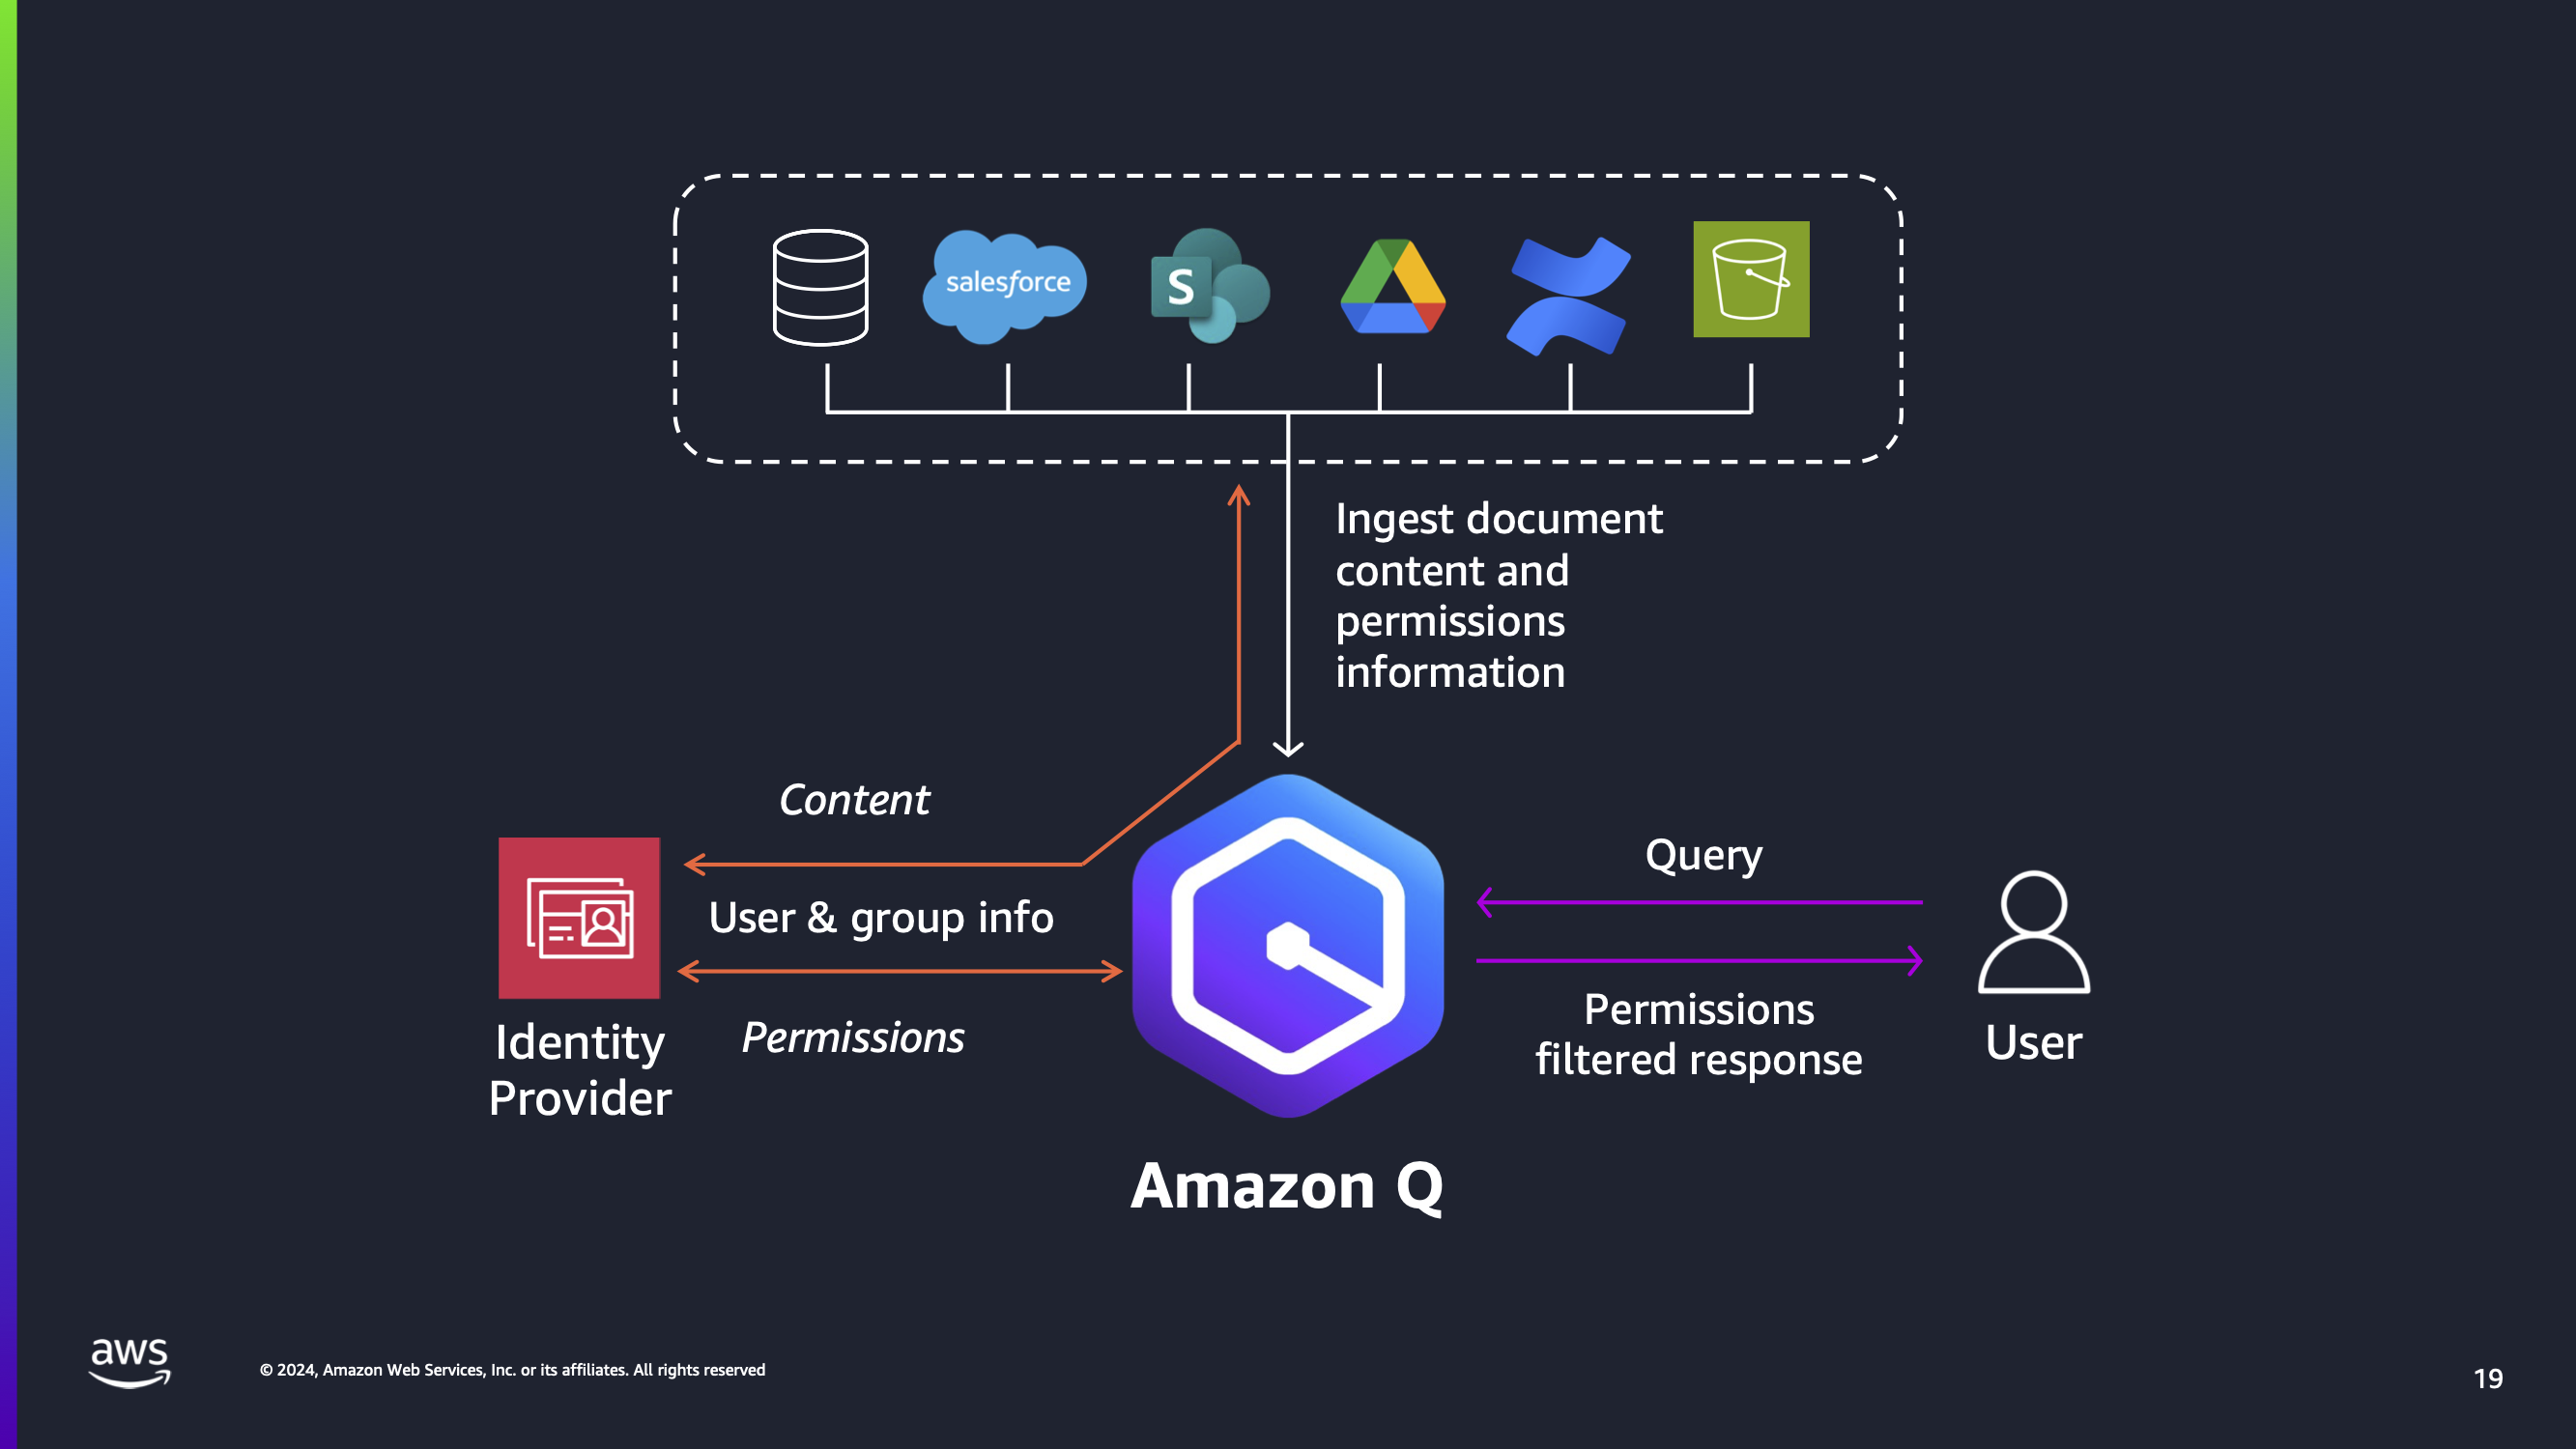 salesforce
S
Ingest document
content and
permissions
information
Content
User & group info
Permissions
Identity
Provider
Query
Permissions
filtered response
User
Amazon Q
aws
© 2024, Amazon Web Services, Inc. or its affiliates. All rights reserved
19